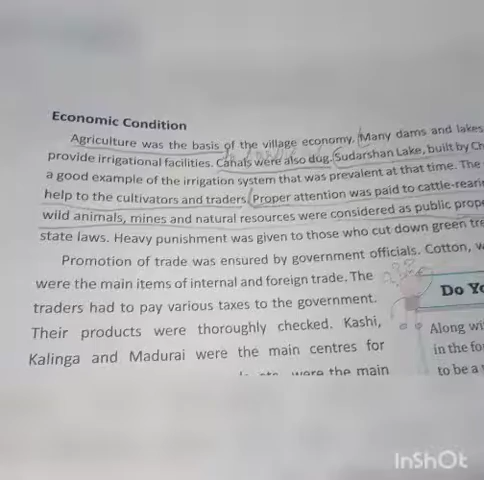 Economic Condition
Agriculture was the basis of the village economy. Many dams and lakes
provide irrigational facilities. Canals were also dug. Sudarshan Lake, built by Ch
a good example of the irrigation system that was prevalent at that time. The
help to the cultivators and traders. Proper attention was paid to cattle-reari
wild animals, mines and natural resources were considered as public prope
state laws. Heavy punishment was given to those who cut down green tre
Promotion of trade was ensured by government officials. Cotton, w
were the main items of internal and foreign trade. The
traders had to pay various taxes to the government.
Their products were thoroughly checked. Kashi,
Kalinga and Madurai were the main centres for
were the main
Do Yo
Along wi
in the fo
to be a
InShOt